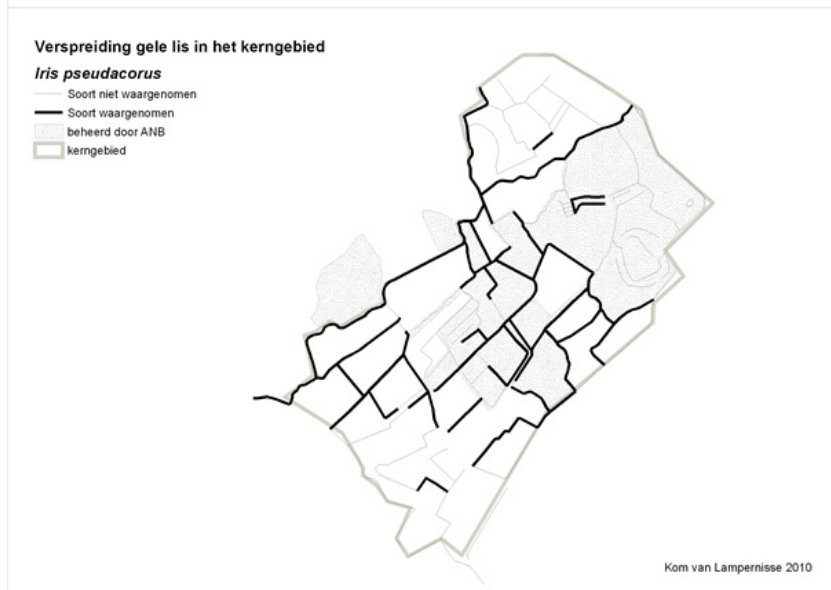 Verspreiding gele lis in het kerngebied
Iris pseudacorus
Soort niet waargenomen
Soort waargenomen
beheerd door ANB
kerngebied
Kom van Lampernisse 2010